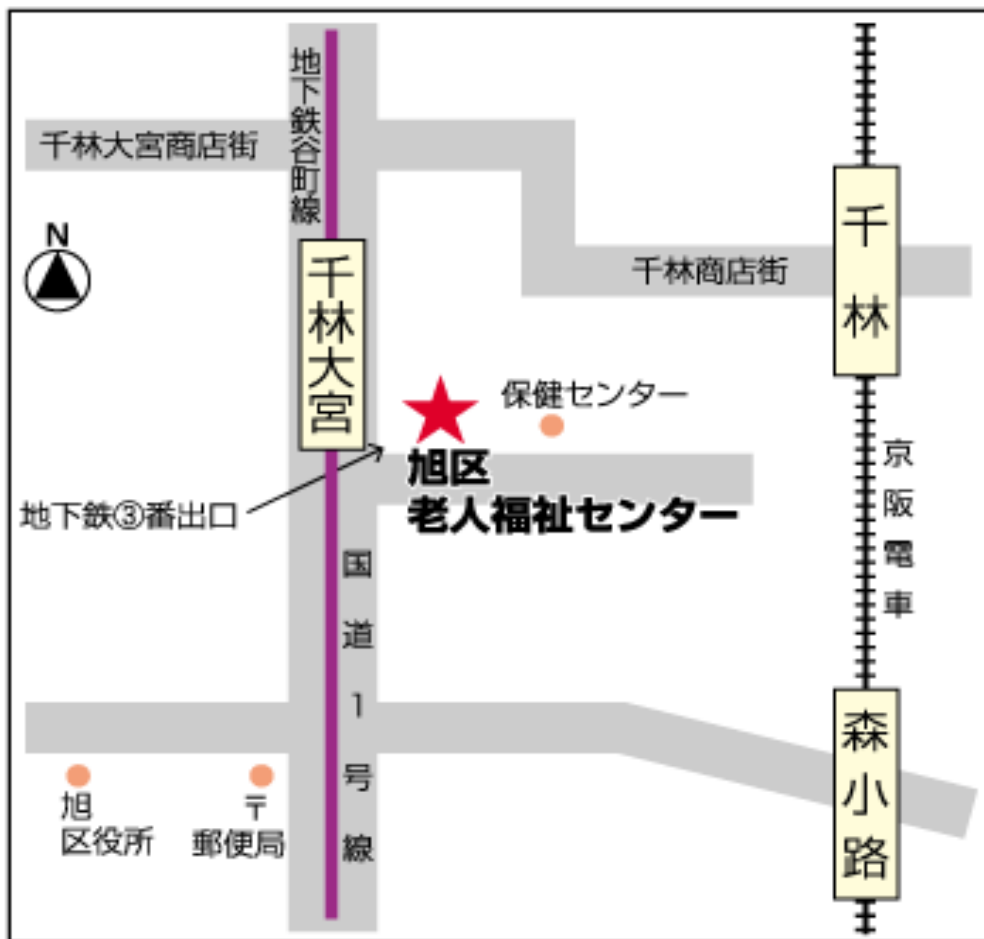 地下鉄谷町線
千林大宮商店街
N
千林
千林商店街
千林大宮
保健センター
旭区
老人福祉センター
地下鉄③番出口
京阪電車
国道1号線
森小路
旭
区役所
〒
郵便局